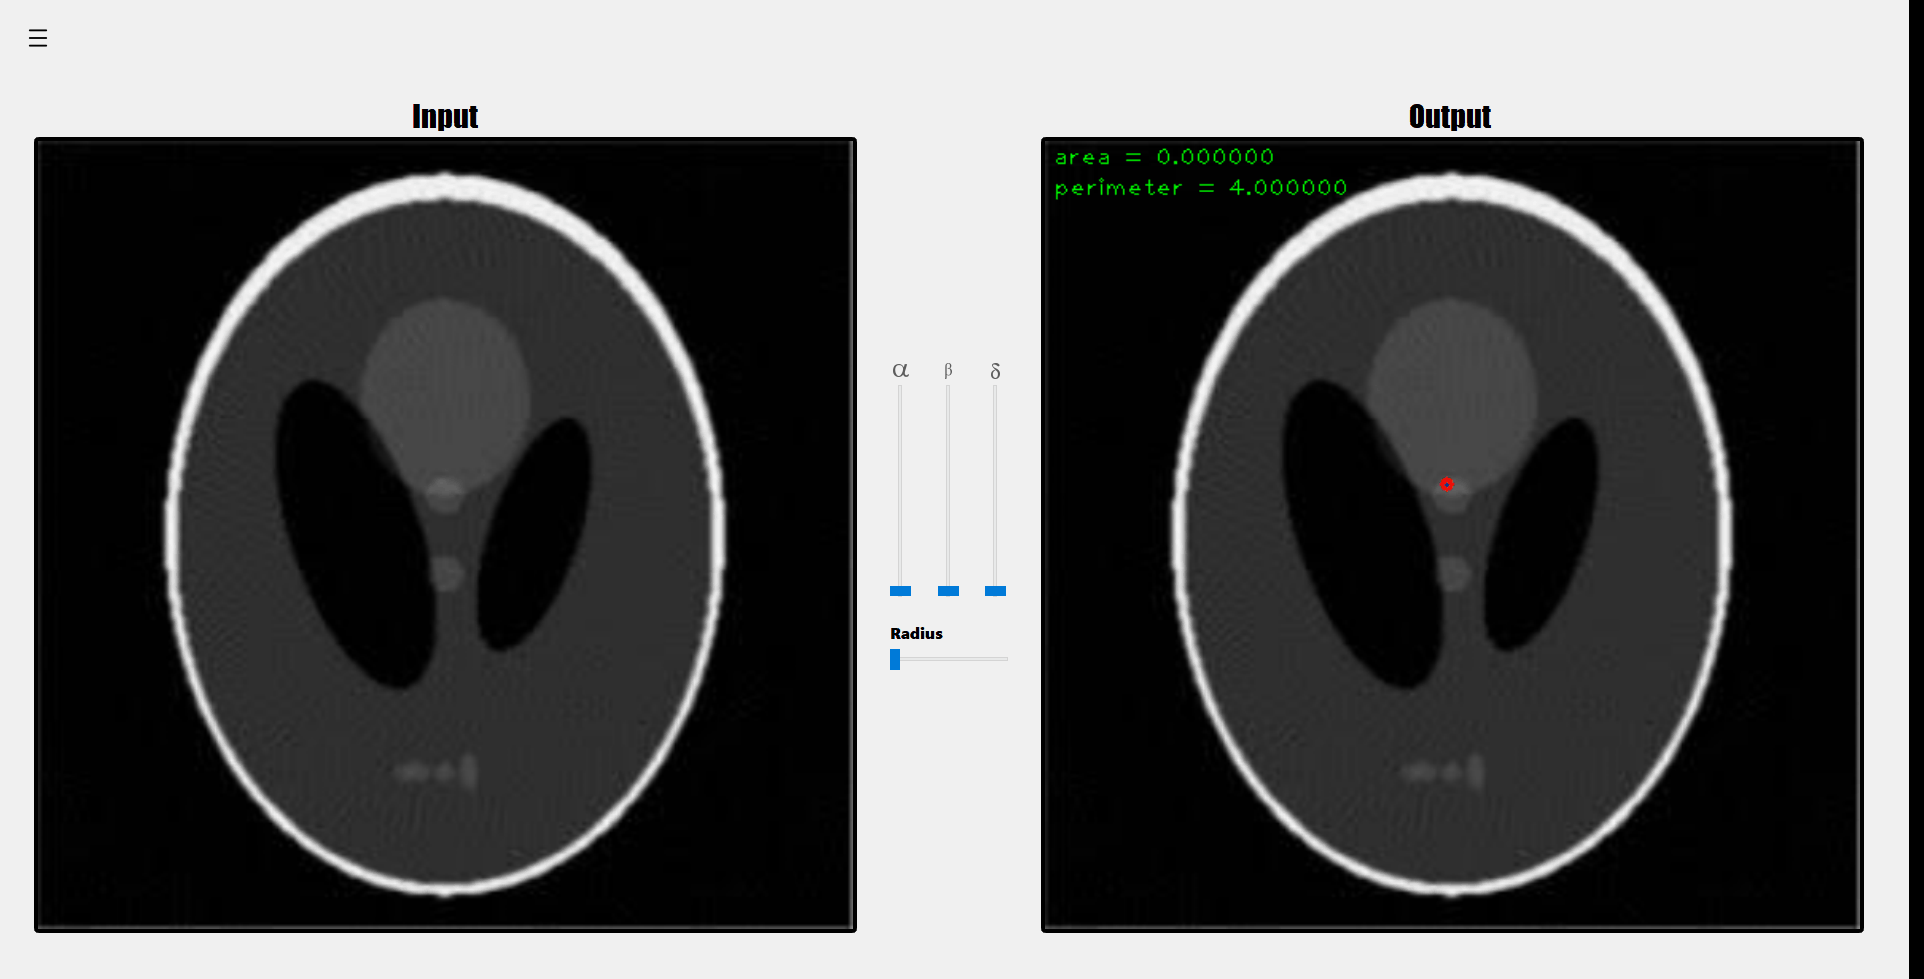 Input
Output
area = 0.000000
perimeter = 4.000000
α β δ
Radius